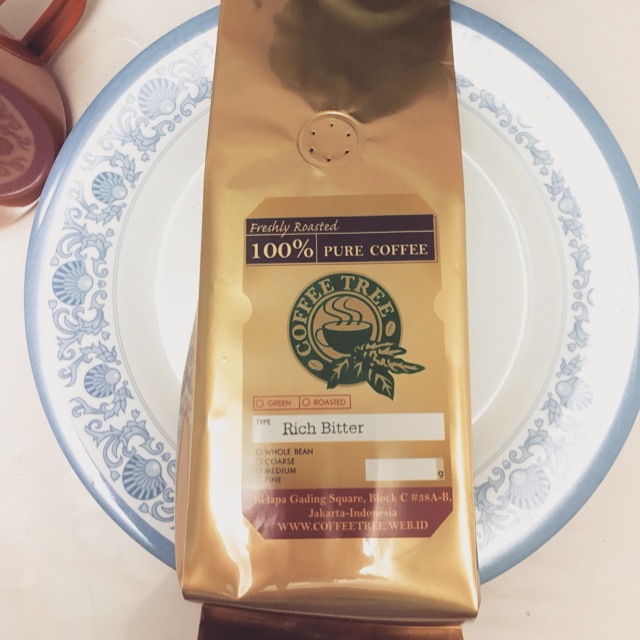 Freshly Roasted
100% PURE COFFEE
COFFEE TREE
GREEN ROASTED
TYPE
Rich Bitter
WHOLE BEAN
COARSE
MEDIUM
FINE
g
Kelapa Gading Square, Block C #38A-B,
Jakarta-Indonesia
WWW.COFFEETREE.WEB.ID